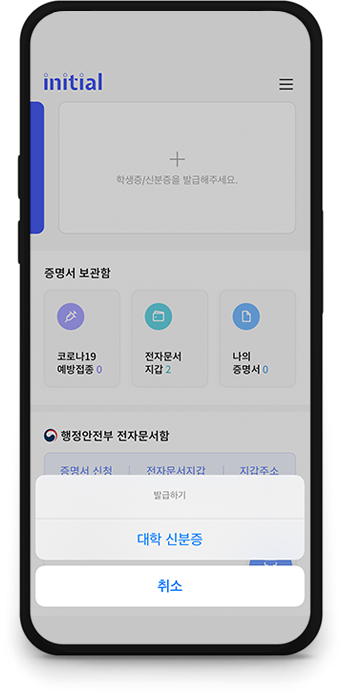 initial
학생증/신분증을 발급해주세요.
증명서 보관함
코로나19
예방접종 0
전자문서
지갑 2
나의
증명서 0
행정안전부 전자문서함
증명서 신청 | 전자문서지갑 | 지갑주소
발급하기
대학 신분증
취소